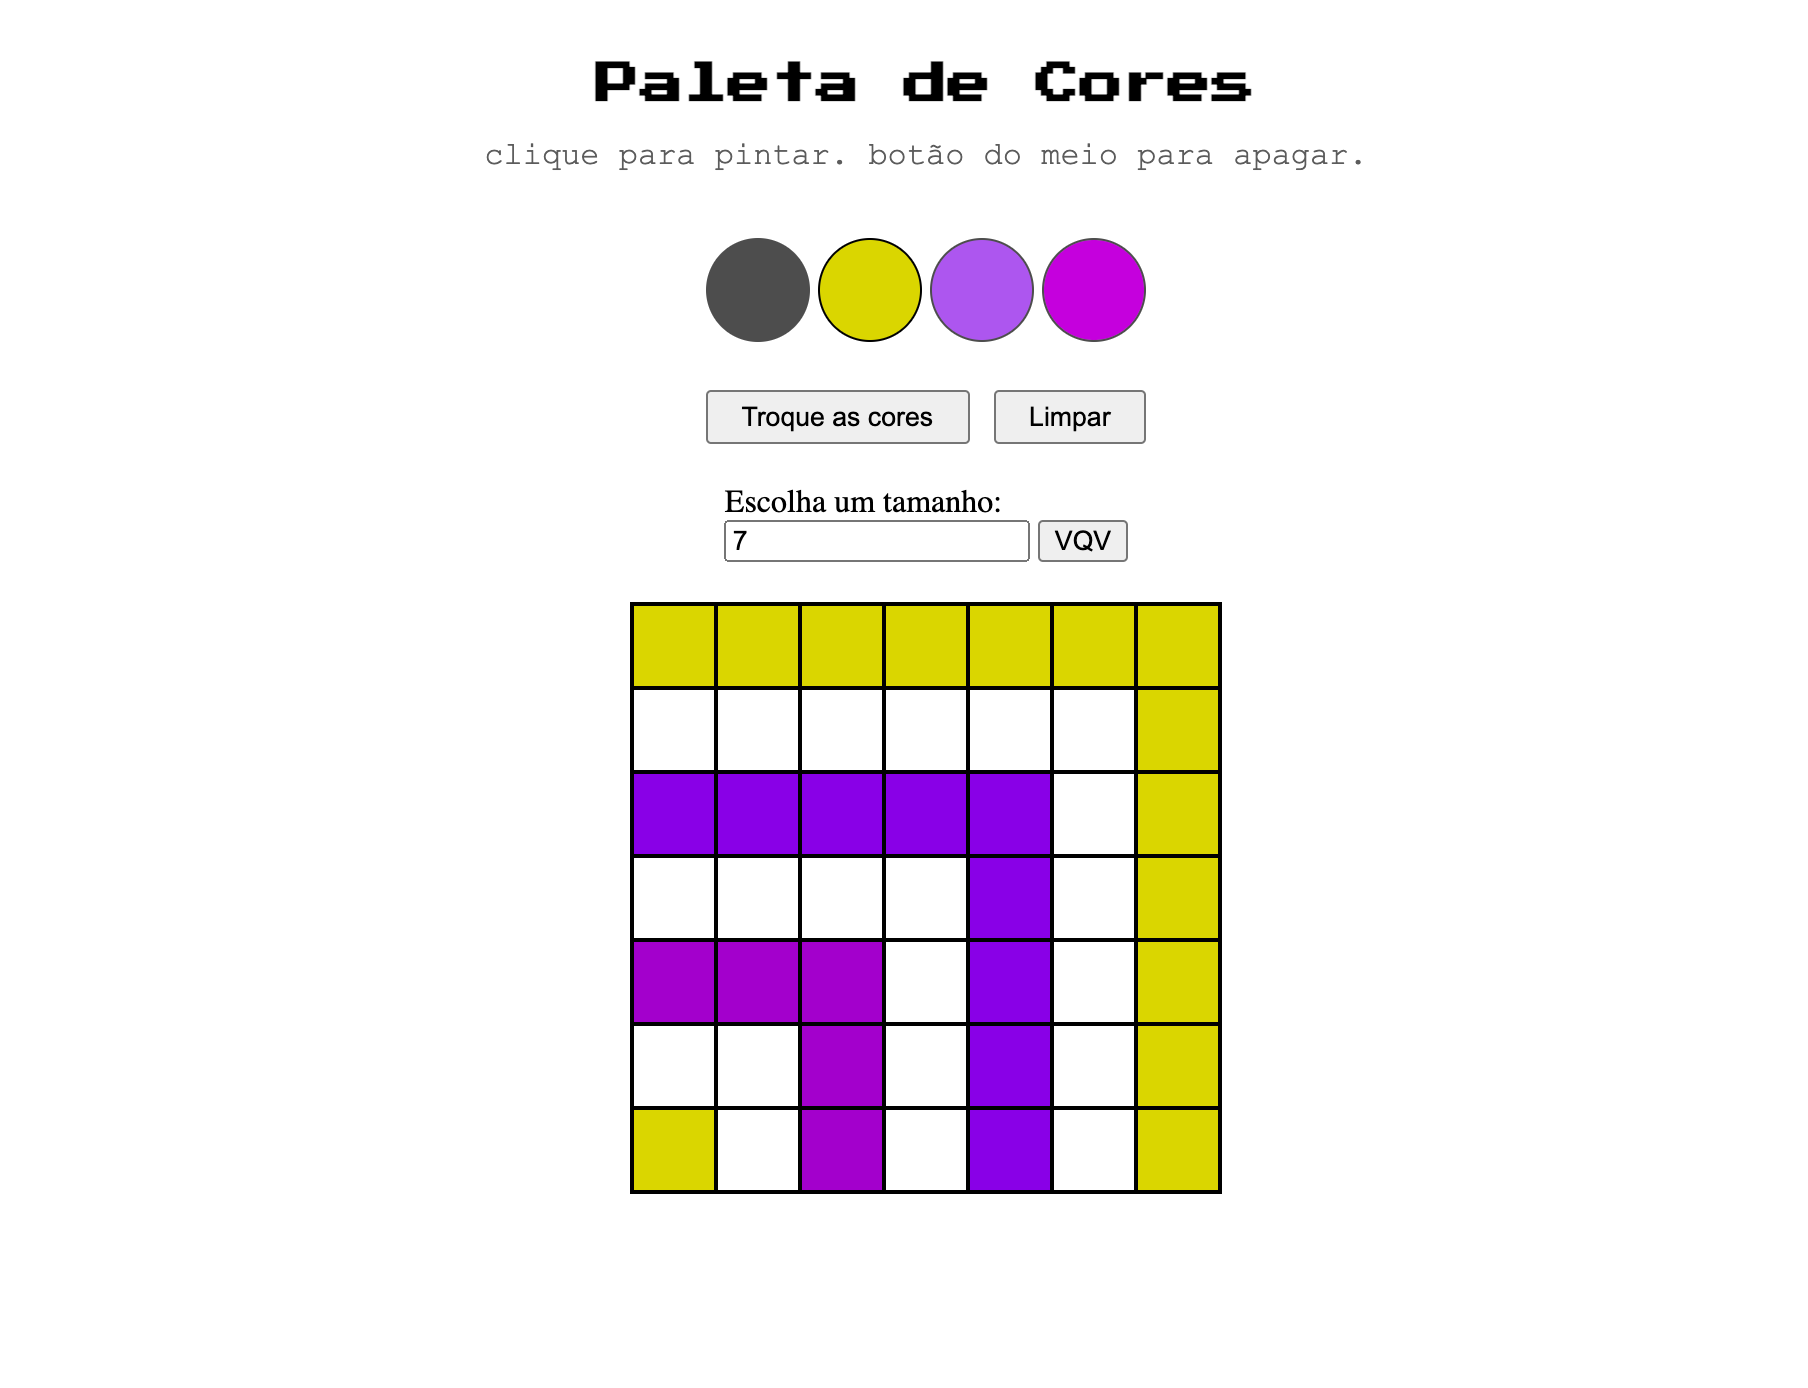 Paleta de Cores
clique para pintar. botão do meio para apagar.
Troque as cores
Limpar
Escolha um tamanho:
7
VQV